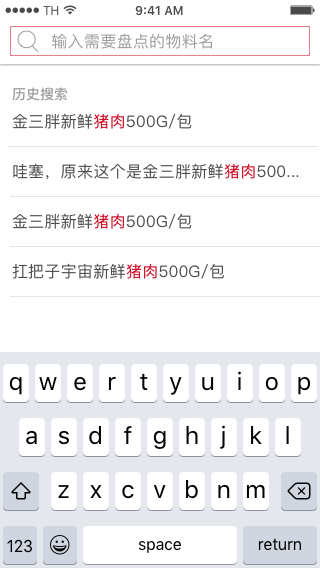 TH 9:41 AM
输入需要盘点的物料名
历史搜索
金三胖新鲜猪肉500G/包
哇塞，原来这个是金三胖新鲜猪肉500...
金三胖新鲜猪肉500G/包
扛把子宇宙新鲜猪肉500G/包
q w e r t y u i o p
a s d f g h j k l
z x c v b n m
123 space return